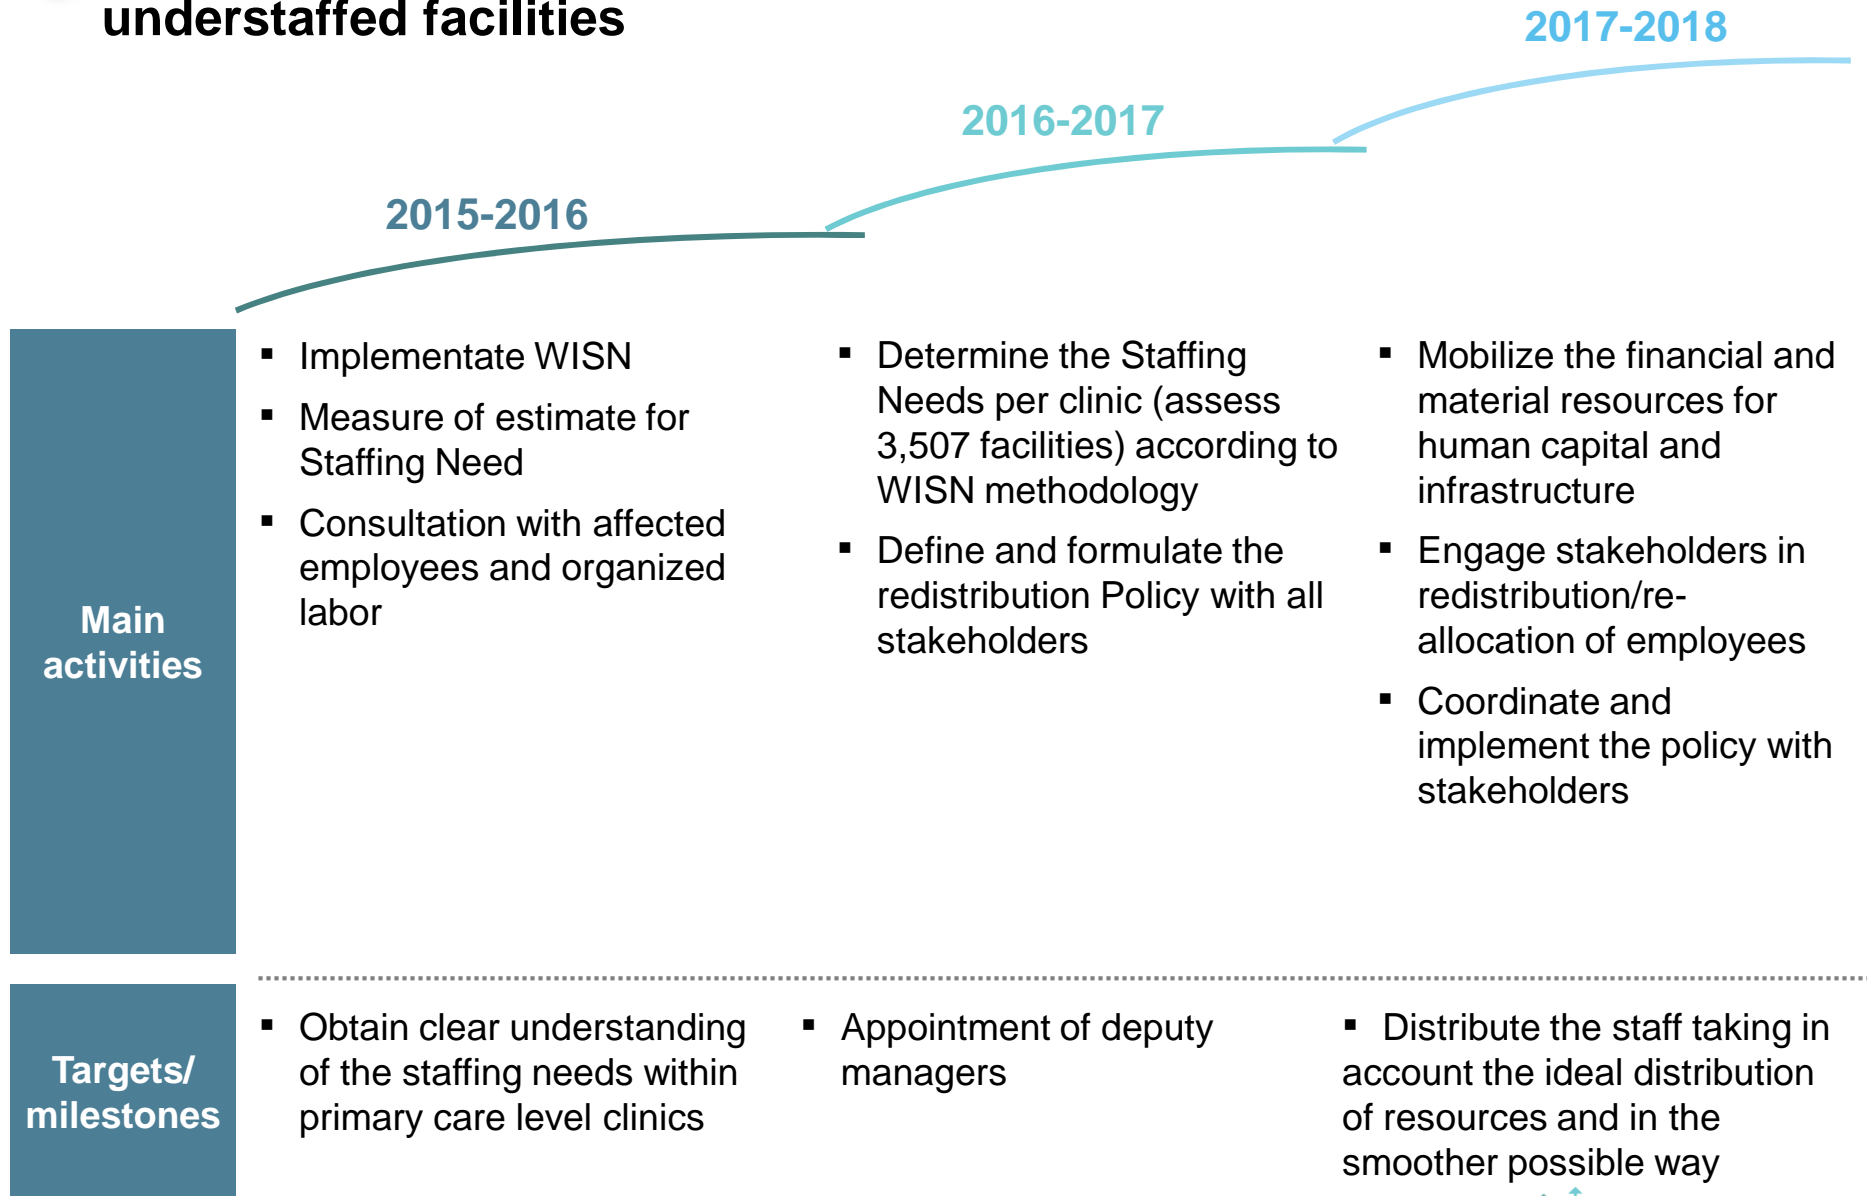 understaffed facilities
2017-2018
2016-2017
2015-2016
Main
activities
▪ Implementate WISN
▪ Measure of estimate for
Staffing Need
▪ Consultation with affected
employees and organized
labor
▪ Determine the Staffing
Needs per clinic (assess
3,507 facilities) according to
WISN methodology
▪ Define and formulate the
redistribution Policy with all
stakeholders
▪ Mobilize the financial and
material resources for
human capital and
infrastructure
▪ Engage stakeholders in
redistribution/re-
allocation of employees
▪ Coordinate and
implement the policy with
stakeholders
Targets/
milestones
▪ Obtain clear understanding
of the staffing needs within
primary care level clinics
▪ Appointment of deputy
managers
▪ Distribute the staff taking in
account the ideal distribution
of resources and in the
smoother possible way